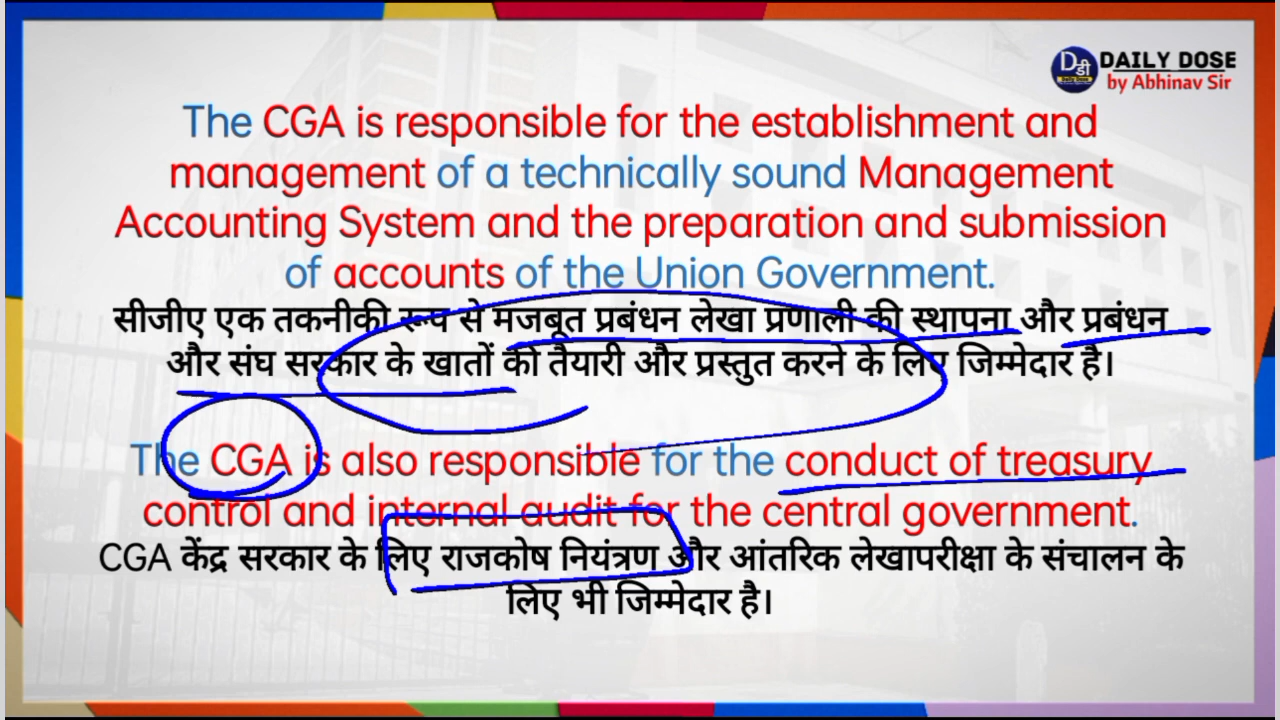 Dडी
Daily Dose
DAILY DOSE
by Abhinav Sir
The CGA is responsible for the establishment and
management of a technically sound Management
Accounting System and the preparation and submission
of accounts of the Union Government.
सीजीए एक तकनीकी रूप से मजबूत प्रबंधन लेखा प्रणाली की स्थापना और प्रबंधन
और संघ सरकार के खातों को तैयारी और प्रस्तुत करने के लिए जिम्मेदार है।
The CGA is also responsible for the conduct of treasury
control and internal audit for the central government.
CGA केंद्र सरकार के लिए राजकोष नियंत्रण और आंतरिक लेखापरीक्षा के संचालन के
लिए भी जिम्मेदार है।